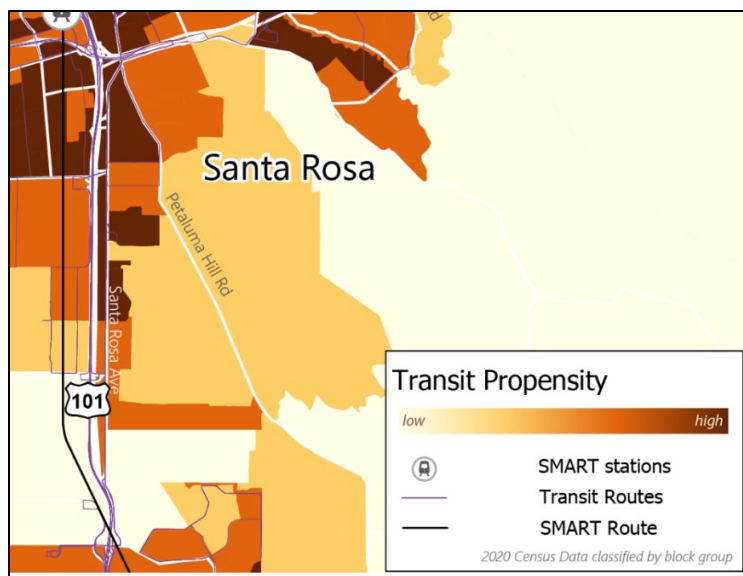 Rd
Santa Rosa
Petaluma Hill Rd
Santa Rosa Ave
101
Transit Propensity
low
high
SMART stations
Transit Routes
SMART Route
2020 Census Data classified by block group